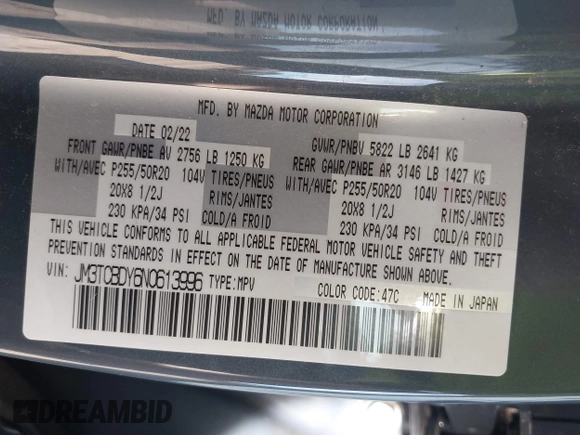 MFD. BY MAZDA MOTOR CORPORATION
MFD. BY MAZDA MOTOR CORPORATION
DATE 02/22
GVWR/PNBV 5822 LB 2641 KG
FRONT GAWR/PNBE AV 2756 LB 1250 KG
REAR GAWR/PNBE AR 3146 LB 1427 KG
WITH/AVEC P255/50R20 104V TIRES/PNEUS
WITH/AVEC P255/50R20 104V TIRES/PNEUS
20X8 1/2J RIMS/JANTES
20X8 1/2J RIMS/JANTES
230 KPA/34 PSI COLD/A FROID
230 KPA/34 PSI COLD/A FROID
THIS VEHICLE CONFORMS TO ALL APPLICABLE FEDERAL MOTOR VEHICLE SAFETY AND THEFT
PREVENTION STANDARDS IN EFFECT ON THE DATE OF MANUFACTURE SHOWN ABOVE.
VIN: JM3TCBDY6N0613996 TYPE:MPV
COLOR CODE:47C MADE IN JAPAN
DREAMBID